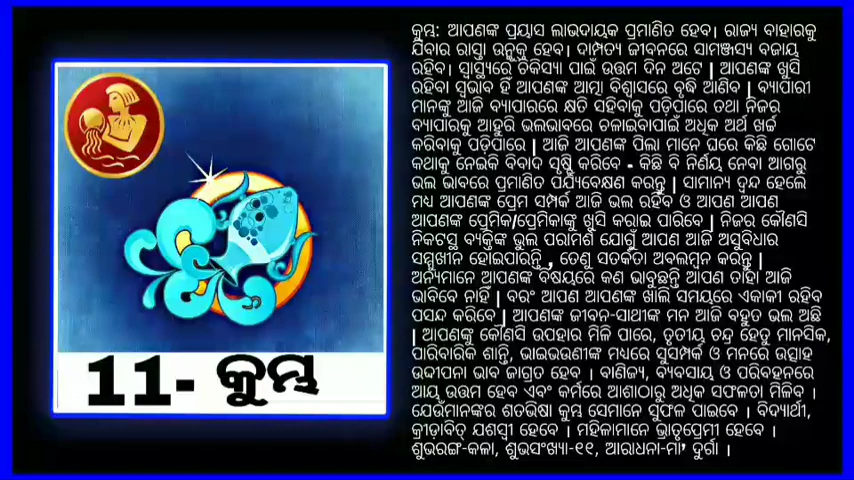 କୁମ୍ଭ: ଆପଣଙ୍କ ପ୍ରୟାସ ଲାଭଦାୟକ ପ୍ରମାଣିତ ହେବ। ରାଜ୍ୟ ବାହାରକୁ
ଯିବାର ରାସ୍ତା ଉନ୍ମୁକ୍ତ ହେବ। ଦାମ୍ପତ୍ୟ ଜୀବନରେ ସାମଞ୍ଜସ୍ୟ ବଜାୟ
ରହିବ। ସ୍ୱାସ୍ଥ୍ୟରେ ଚିକିତ୍ସା ପାଇଁ ଉତ୍ତମ ଦିନ ଅଟେ | ଆପଣଙ୍କ ଖୁସି
ରହିବା ସ୍ୱଭାବ ହିଁ ଆପଣଙ୍କ ଆତ୍ମା ବିଶ୍ୱାସରେ ବୃଦ୍ଧି ଆଣିବ | ବ୍ୟାପାରୀ
ମାନଙ୍କୁ ଆଜି ବ୍ୟାପାରରେ କ୍ଷତି ସହିବାକୁ ପଡ଼ିପାରେ ତଥା ନିଜର
ବ୍ୟାପାରକୁ ଆହୁରି ଭଲଭାବରେ ଚଳାଇବାପାଇଁ ଅଧିକ ଅର୍ଥ ଖର୍ଚ୍ଚ
କରିବାକୁ ପଡ଼ିପାରେ | ଆଜି ଆପଣଙ୍କ ପିଲା ମାନେ ଘରେ କିଛି ଗୋଟେ
କଥାକୁ ନେଇକି ବିବାଦ ସୃଷ୍ଟି କରିବେ - କିଛି ବି ନିର୍ଣୟ ନେବା ଆଗରୁ
ଭଲ ଭାବରେ ପ୍ରମାଣିତ ପର୍ଯ୍ୟବେକ୍ଷଣ କରନ୍ତୁ | ସାମାନ୍ୟ ଦ୍ୱନ୍ଦ ହେଲେ
ମଧ୍ୟ ଆପଣଙ୍କ ପ୍ରେମ ସମ୍ପର୍କ ଆଜି ଭଲ ରହିବ ଓ ଆପଣ ଆପଣ
ଆପଣଙ୍କ ପ୍ରେମିକ/ପ୍ରେମିକାଙ୍କୁ ଖୁସି କରାଇ ପାରିବେ | ନିଜର କୌଣସି
ନିକଟସ୍ଥ ବ୍ୟକ୍ତିଙ୍କ ଭୁଲ ପରାମର୍ଶ ଯୋଗୁଁ ଆପଣ ଆଜି ଅସୁବିଧାର
ସମ୍ମୁଖୀନ ହୋଇପାରନ୍ତି , ତେଣୁ ସତର୍କତା ଅବଲମ୍ବନ କରନ୍ତୁ |
ଅନ୍ୟମାନେ ଆପଣଙ୍କ ବିଷୟରେ କଣ ଭାବୁଛନ୍ତି ଆପଣ ତାହା ଆଜି
ଭାବିବେ ନାହିଁ | ବରଂ ଆପଣ ଆପଣଙ୍କ ଖାଲି ସମୟରେ ଏକାକୀ ରହିବ
ପସନ୍ଦ କରିବେ | ଆପଣଙ୍କ ଜୀବନ-ସାଥୀଙ୍କ ମନ ଆଜି ବହୁତ ଭଲ ଅଛି
| ଆପଣଙ୍କୁ କୌଣସି ଉପହାର ମିଳି ପାରେ, ତୃତୀୟ ଚନ୍ଦ୍ର ହେତୁ ମାନସିକ,
ପାରିବାରିକ ଶାନ୍ତି, ଭାଇଭଉଣୀଙ୍କ ମଧ୍ୟରେ ସୁସମ୍ପର୍କ ଓ ମନରେ ଉତ୍ସାହ
ଉଦ୍ଦୀପନା ଭାବ ଜାଗ୍ରତ ହେବ । ବାଣିଜ୍ୟ, ବ୍ୟବସାୟ ଓ ପରିବହନରେ
ଆୟ ଉତ୍ତମ ହେବ ଏବଂ କର୍ମରେ ଆଶାଠାରୁ ଅଧିକ ସଫଳତା ମିଳିବ ।
ଯେଉଁମାନଙ୍କର ଶତଭିଷା କୁମ୍ଭ ସେମାନେ ସୁଫଳ ପାଇବେ । ବିଦ୍ୟାର୍ଥୀ,
କ୍ରୀଡ଼ାବିତ୍ ଯଶସ୍ୱୀ ହେବେ । ମହିଳାମାନେ ଭ୍ରାତୃପ୍ରେମୀ ହେବେ ।
ଶୁଭରଙ୍ଗ-କଳା, ଶୁଭସଂଖ୍ୟା-୧୧, ଆରାଧନା-ମା' ଦୁର୍ଗା ।
11- କୁମ୍ଭ